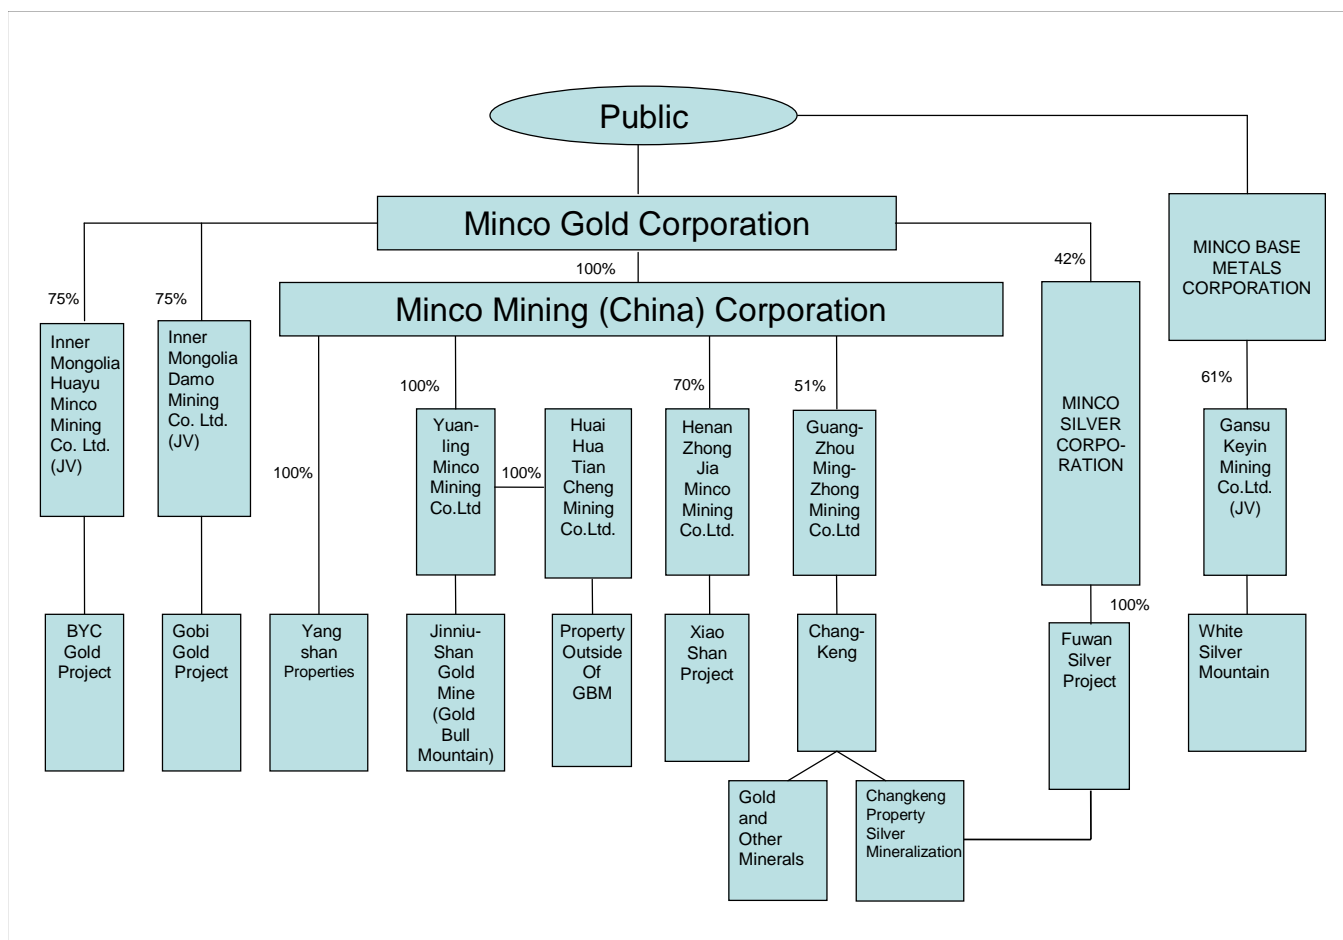 Public
Minco Gold Corporation
MINCO BASE
METALS
CORPORATION
100%
42%
75%
75%
Minco Mining (China) Corporation
Inner
Mongolia
Huayu
Minco
Mining
Co. Ltd.
(JV)
Inner
Mongolia
Damo
Mining
Co. Ltd.
(JV)
100%
100%
Yuan-
ling
Minco
Mining
Co.Ltd
100%
Huai
Hua
Tian
Cheng
Mining
Co.Ltd.
70%
Henan
Zhong
Jia
Minco
Mining
Co.Ltd.
51%
Guang-
Zhou
Ming-
Zhong
Mining
Co.Ltd
MINCO
SILVER
CORPO-
RATION
61%
Gansu
Keyin
Mining
Co.Ltd.
(JV)
100%
BYC
Gold
Project
Gobi
Gold
Project
Yang
shan
Properties
Jinniu-
Shan
Gold
Mine
(Gold
Bull
Mountain)
Property
Outside
Of
GBM
Xiao
Shan
Project
Chang-
Keng
Fuwan
Silver
Project
White
Silver
Mountain
Gold
and
Other
Minerals
Changkeng
Property
Silver
Mineralization